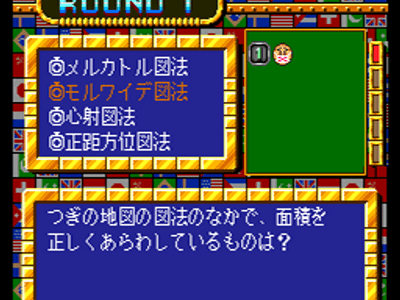 ROUND 1
メルカトル図法
モルワイデ図法
心射図法
正距方位図法
1
つぎの地図の図法のなかで、面積を
正しくあらわしているものは？